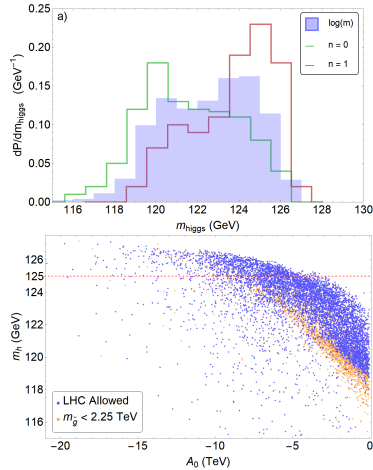 a)
log(m)
n = 0
n = 1
dP/dm_higgs (GeV⁻¹)
0.25
0.20
0.15
0.10
0.05
0.00
116 118 120 122 124 126 128 130
m_higgs (GeV)
m_h (GeV)
126
125
124
122
120
118
116
LHC Allowed
m_g̃ < 2.25 TeV
−20 −15 −10 −5 0
A₀ (TeV)